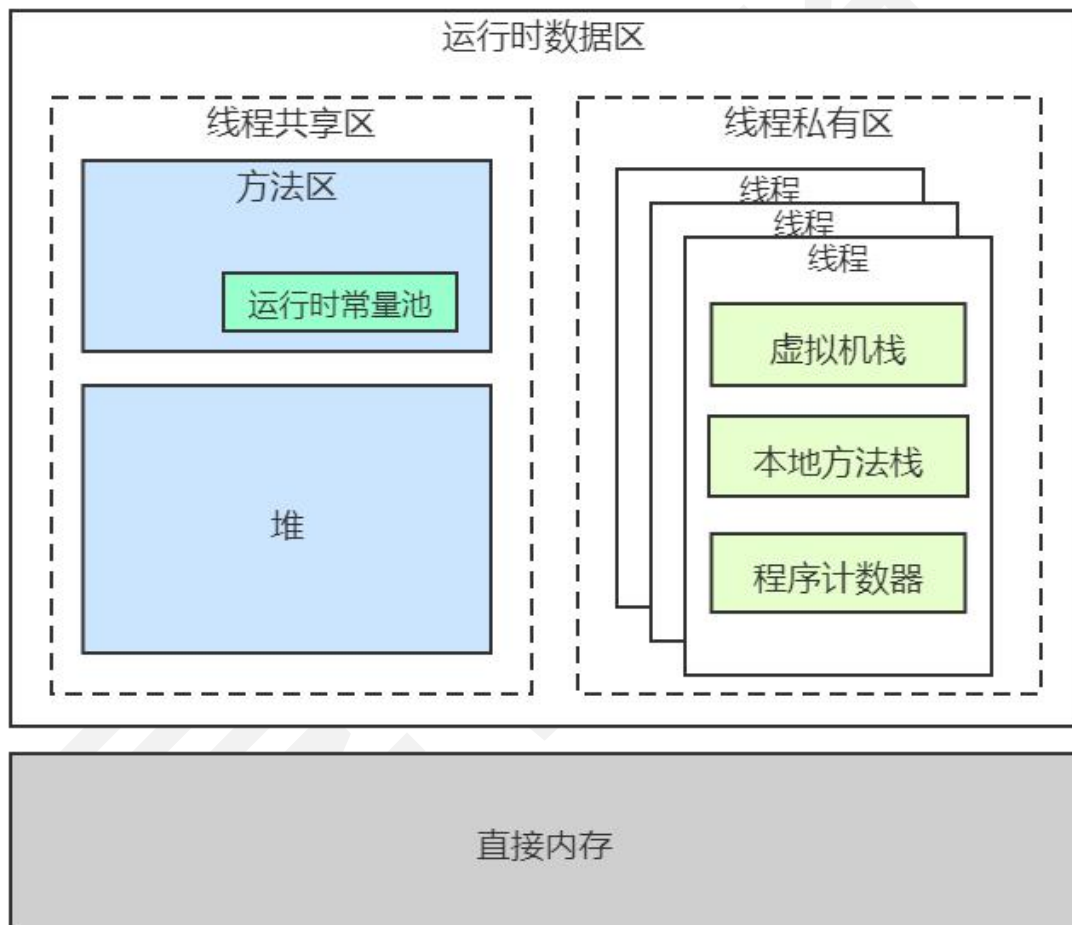 运行时数据区
线程共享区
方法区
运行时常量池
堆
线程私有区
线程
线程
线程
虚拟机栈
本地方法栈
程序计数器
直接内存